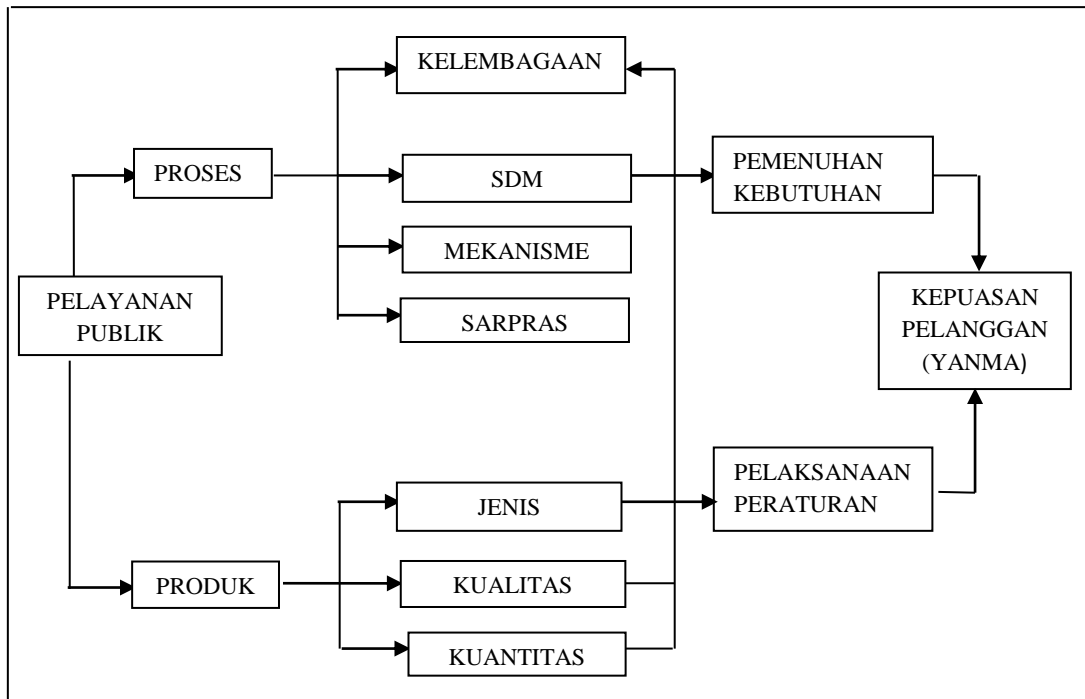 KELEMBAGAAN
PROSES
SDM
PEMENUHAN
KEBUTUHAN
MEKANISME
PELAYANAN
PUBLIK
SARPRAS
KEPUASAN
PELANGGAN
(YANMA)
JENIS
PELAKSANAAN
PERATURAN
PRODUK
KUALITAS
KUANTITAS